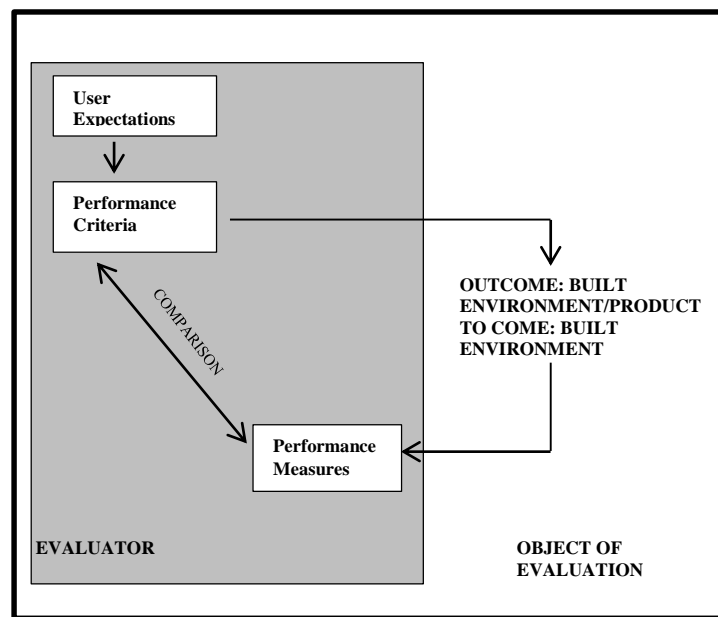 User
Expectations
Performance
Criteria
COMPARISON
OUTCOME: BUILT
ENVIRONMENT/PRODUCT
TO COME: BUILT
ENVIRONMENT
Performance
Measures
EVALUATOR
OBJECT OF
EVALUATION